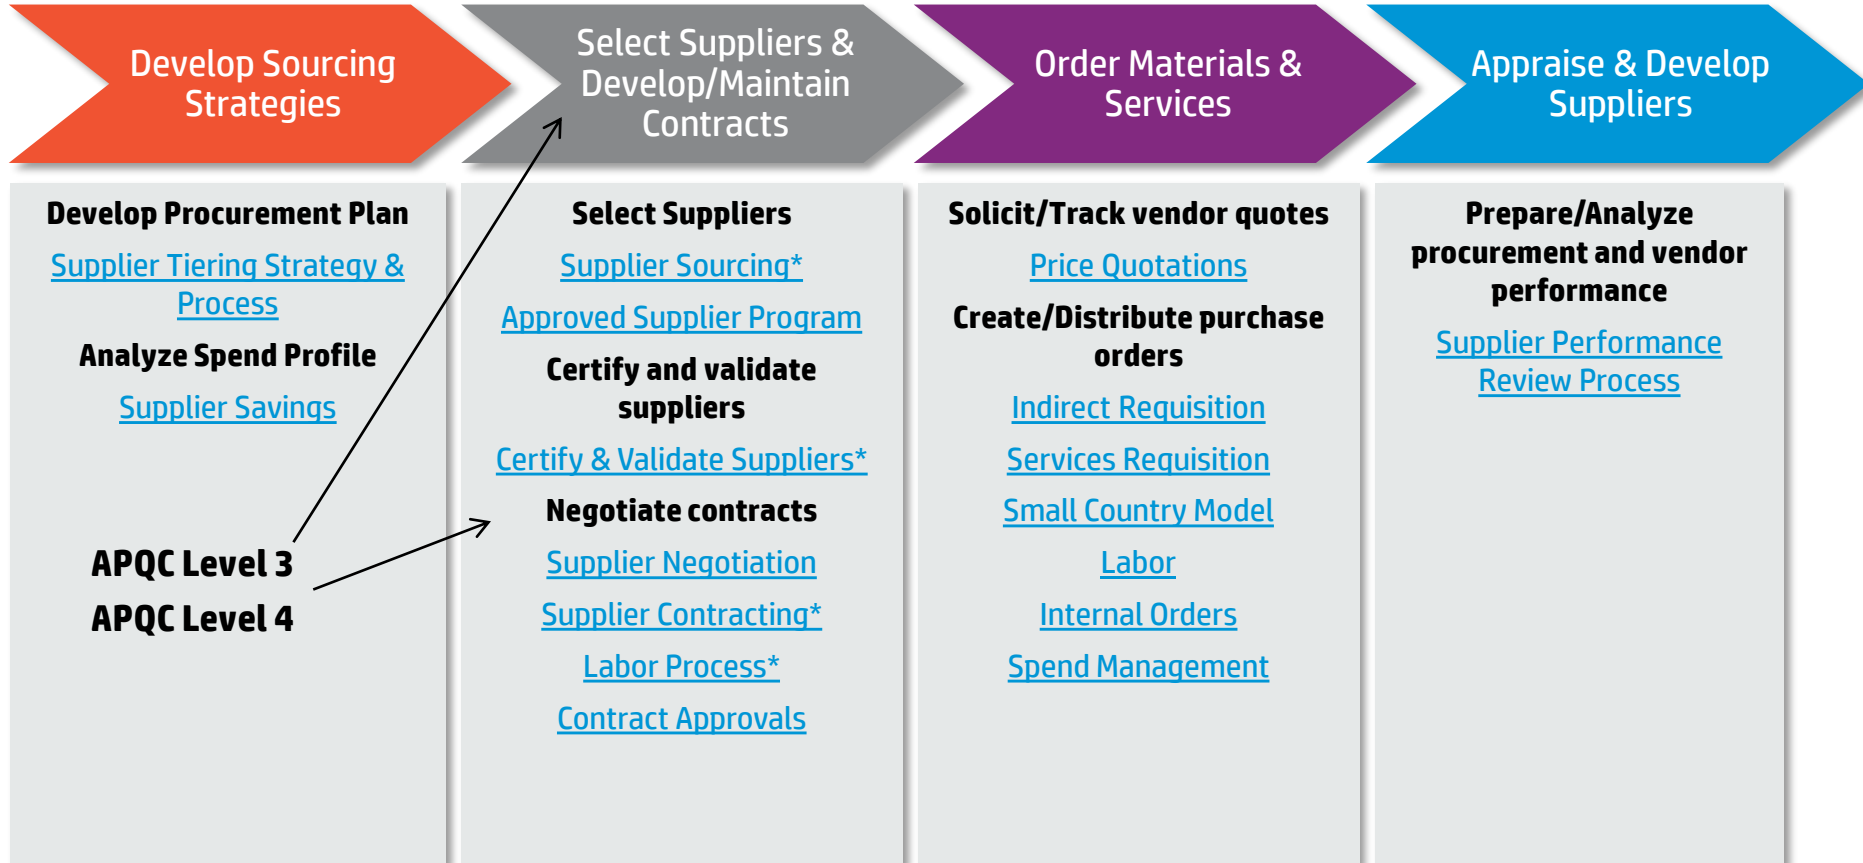 Develop Sourcing
Strategies
Select Suppliers &
Develop/Maintain
Contracts
Order Materials &
Services
Appraise & Develop
Suppliers
Develop Procurement Plan
Supplier Tiering Strategy &
Process
Analyze Spend Profile
Supplier Savings
APQC Level 3
APQC Level 4
Select Suppliers
Supplier Sourcing*
Approved Supplier Program
Certify and validate
suppliers
Certify & Validate Suppliers*
Negotiate contracts
Supplier Negotiation
Supplier Contracting*
Labor Process*
Contract Approvals
Solicit/Track vendor quotes
Price Quotations
Create/Distribute purchase
orders
Indirect Requisition
Services Requisition
Small Country Model
Labor
Internal Orders
Spend Management
Prepare/Analyze
procurement and vendor
performance
Supplier Performance
Review Process